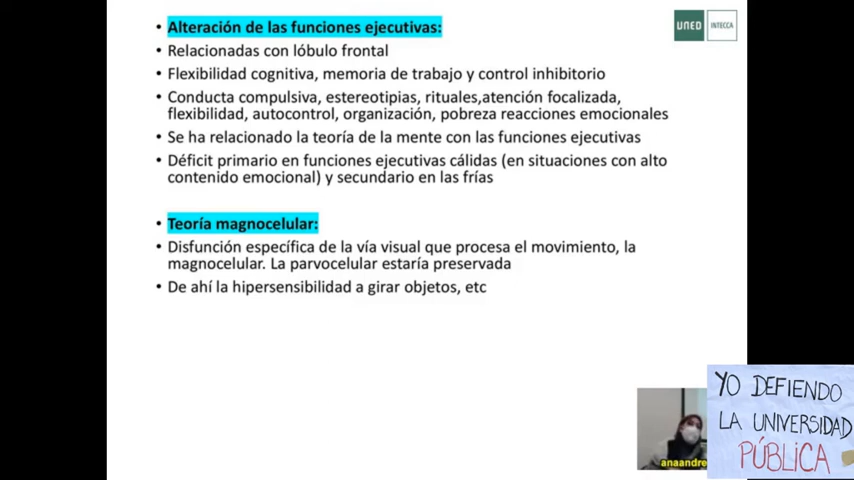 Alteración de las funciones ejecutivas:
UNED
INTECCA
Relacionadas con lóbulo frontal
Flexibilidad cognitiva, memoria de trabajo y control inhibitorio
Conducta compulsiva, estereotipias, rituales,atención focalizada,
flexibilidad, autocontrol, organización, pobreza reacciones emocionales
Se ha relacionado la teoría de la mente con las funciones ejecutivas
Déficit primario en funciones ejecutivas cálidas (en situaciones con alto
contenido emocional) y secundario en las frías
Teoría magnocelular:
Disfunción específica de la vía visual que procesa el movimiento, la
magnocelular. La parvocelular estaría preservada
De ahí la hipersensibilidad a girar objetos, etc
YO DEFIENDO
LA UNIVERSIDAD
PÚBLICA
anaandre